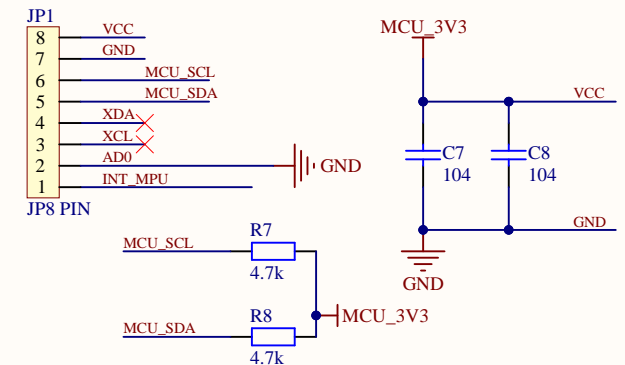 JP1
8 VCC
7 GND
6 MCU_SCL
5 MCU_SDA
4 XDA
3 XCL
2 AD0 GND
1 INT_MPU
JP8 PIN
MCU_3V3
VCC
C7
104
C8
104
GND
GND
MCU_SCL R7
4.7k
MCU_3V3
MCU_SDA R8
4.7k